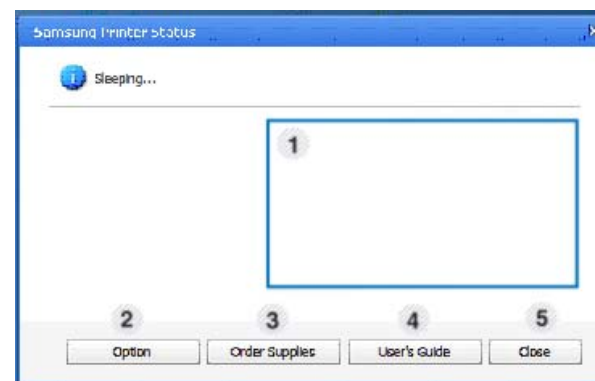 Samsung Printer Status
Sleeping...
1
2 3 4 5
Option Order Supplies User's Guide Close